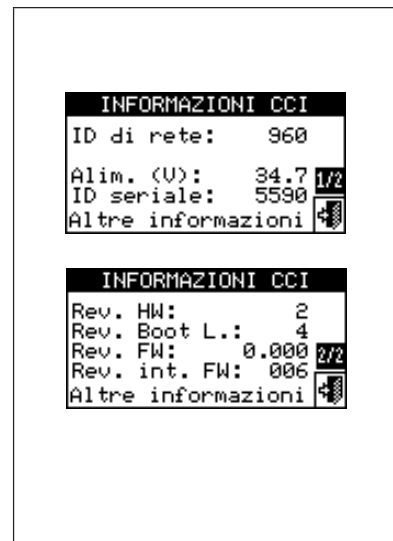 INFORMAZIONI CCI
ID di rete: 960
Alim. (V): 34.7
1/2
ID seriale: 5590
Altre informazioni
INFORMAZIONI CCI
Rev. HW: 2
Rev. Boot L.: 4
Rev. FW: 0.000
2/2
Rev. int. FW: 006
Altre informazioni